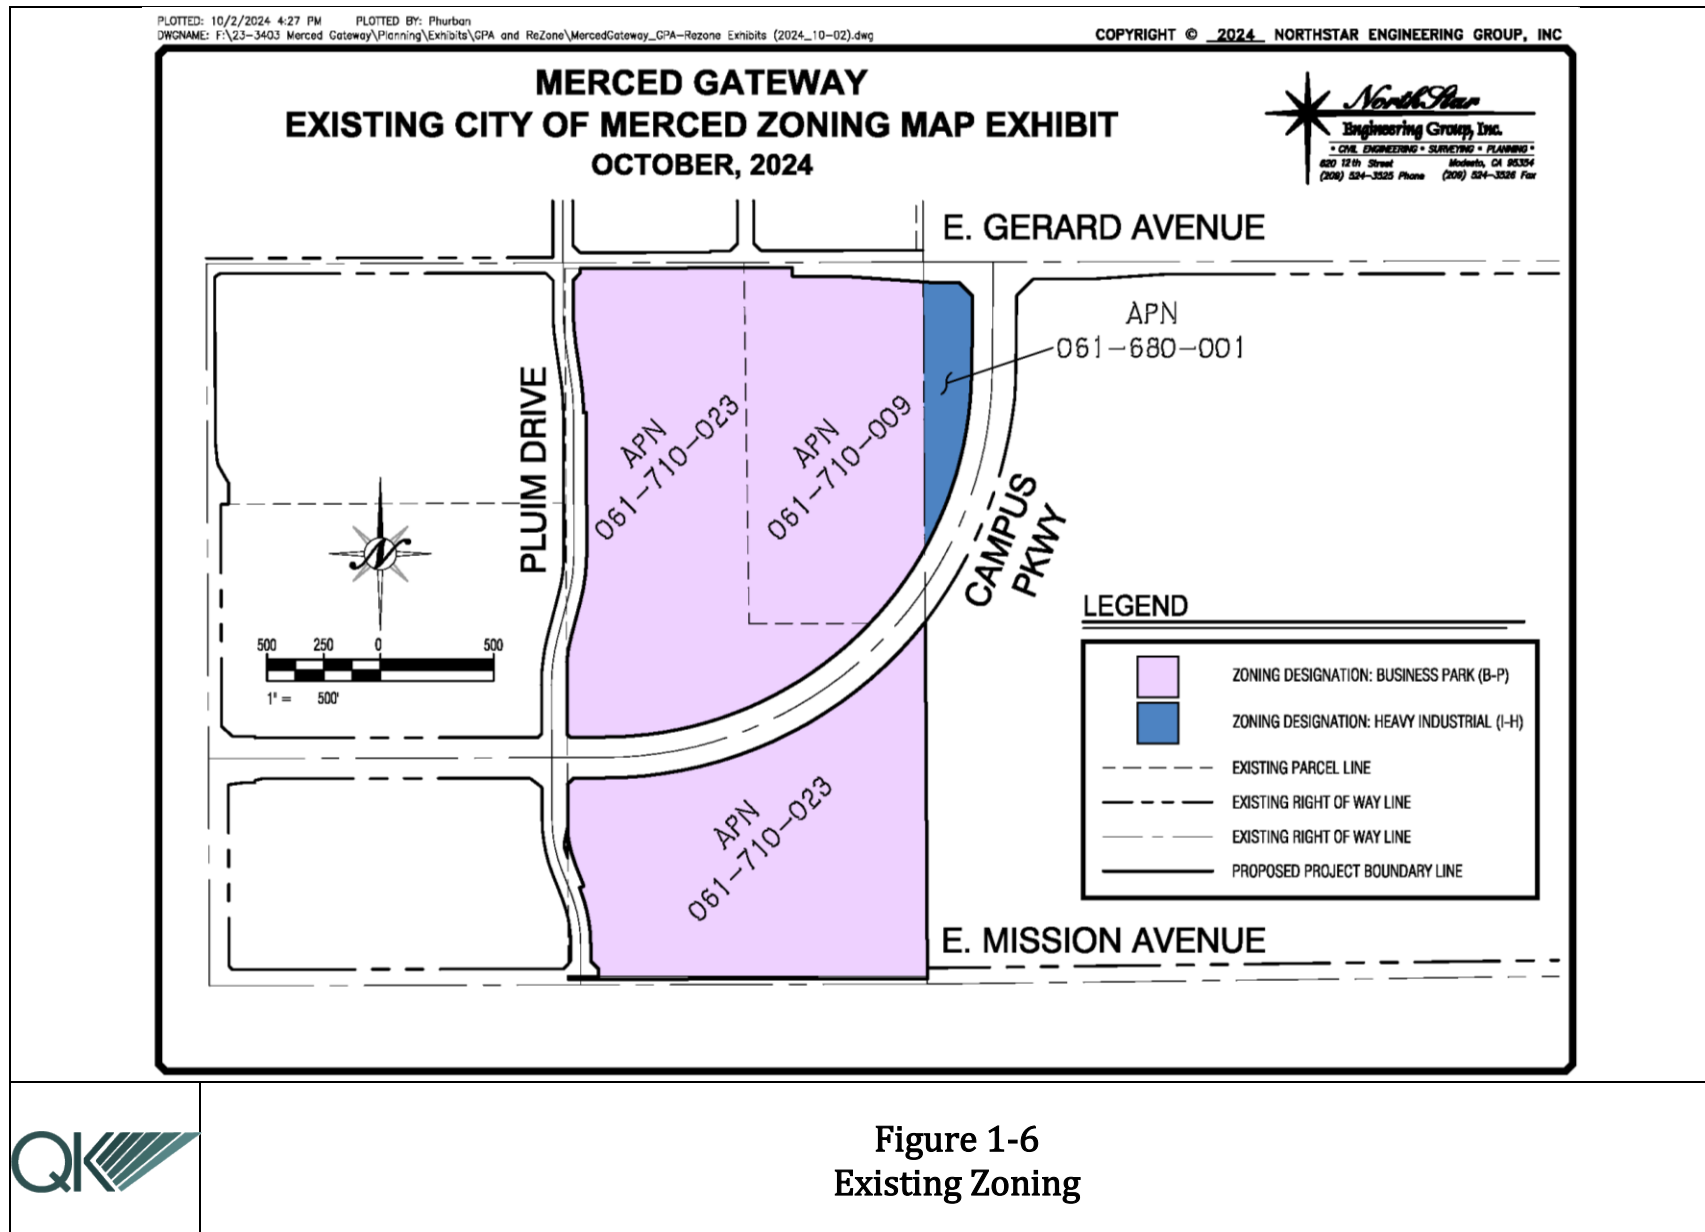 PLOTTED: 10/2/2024 4:27 PM PLOTTED BY: Phurban
DWGNAME: F:\23-3403 Merced Gateway\Planning\Exhibits\GPA and ReZone\MercedGateway_GPA-Rezone Exhibits (2024_10-02).dwg
COPYRIGHT © 2024 NORTHSTAR ENGINEERING GROUP, INC
MERCED GATEWAY
EXISTING CITY OF MERCED ZONING MAP EXHIBIT
OCTOBER, 2024
NorthStar
Engineering Group, Inc.
• CIVIL ENGINEERING • SURVEYING • PLANNING •
620 12th Street Modesto, CA 95354
(209) 524-3525 Phone (209) 524-3526 Fax
E. GERARD AVENUE
APN
061-680-001
PLUIM DRIVE
APN
061-710-023
APN
061-710-009
CAMPUS
PKWY
N
500 250 0 500
1" = 500'
LEGEND
ZONING DESIGNATION: BUSINESS PARK (B-P)
ZONING DESIGNATION: HEAVY INDUSTRIAL (I-H)
EXISTING PARCEL LINE
EXISTING RIGHT OF WAY LINE
EXISTING RIGHT OF WAY LINE
PROPOSED PROJECT BOUNDARY LINE
APN
061-710-023
E. MISSION AVENUE
QK
Figure 1-6
Existing Zoning